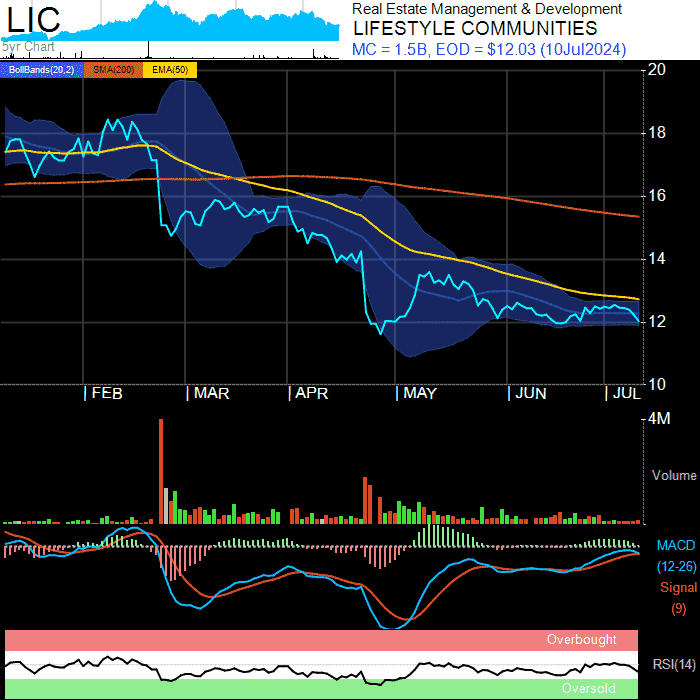 LIC
Real Estate Management & Development
LIFESTYLE COMMUNITIES
5yr Chart
MC = 1.5B, EOD = $12.03 (10Jul2024)
BollBands(20,2) SMA(200) EMA(50)
20
18
16
14
12
10
FEB MAR APR MAY JUN JUL
4M
Volume
MACD
(12-26)
Signal
(9)
Overbought
RSI(14)
Oversold